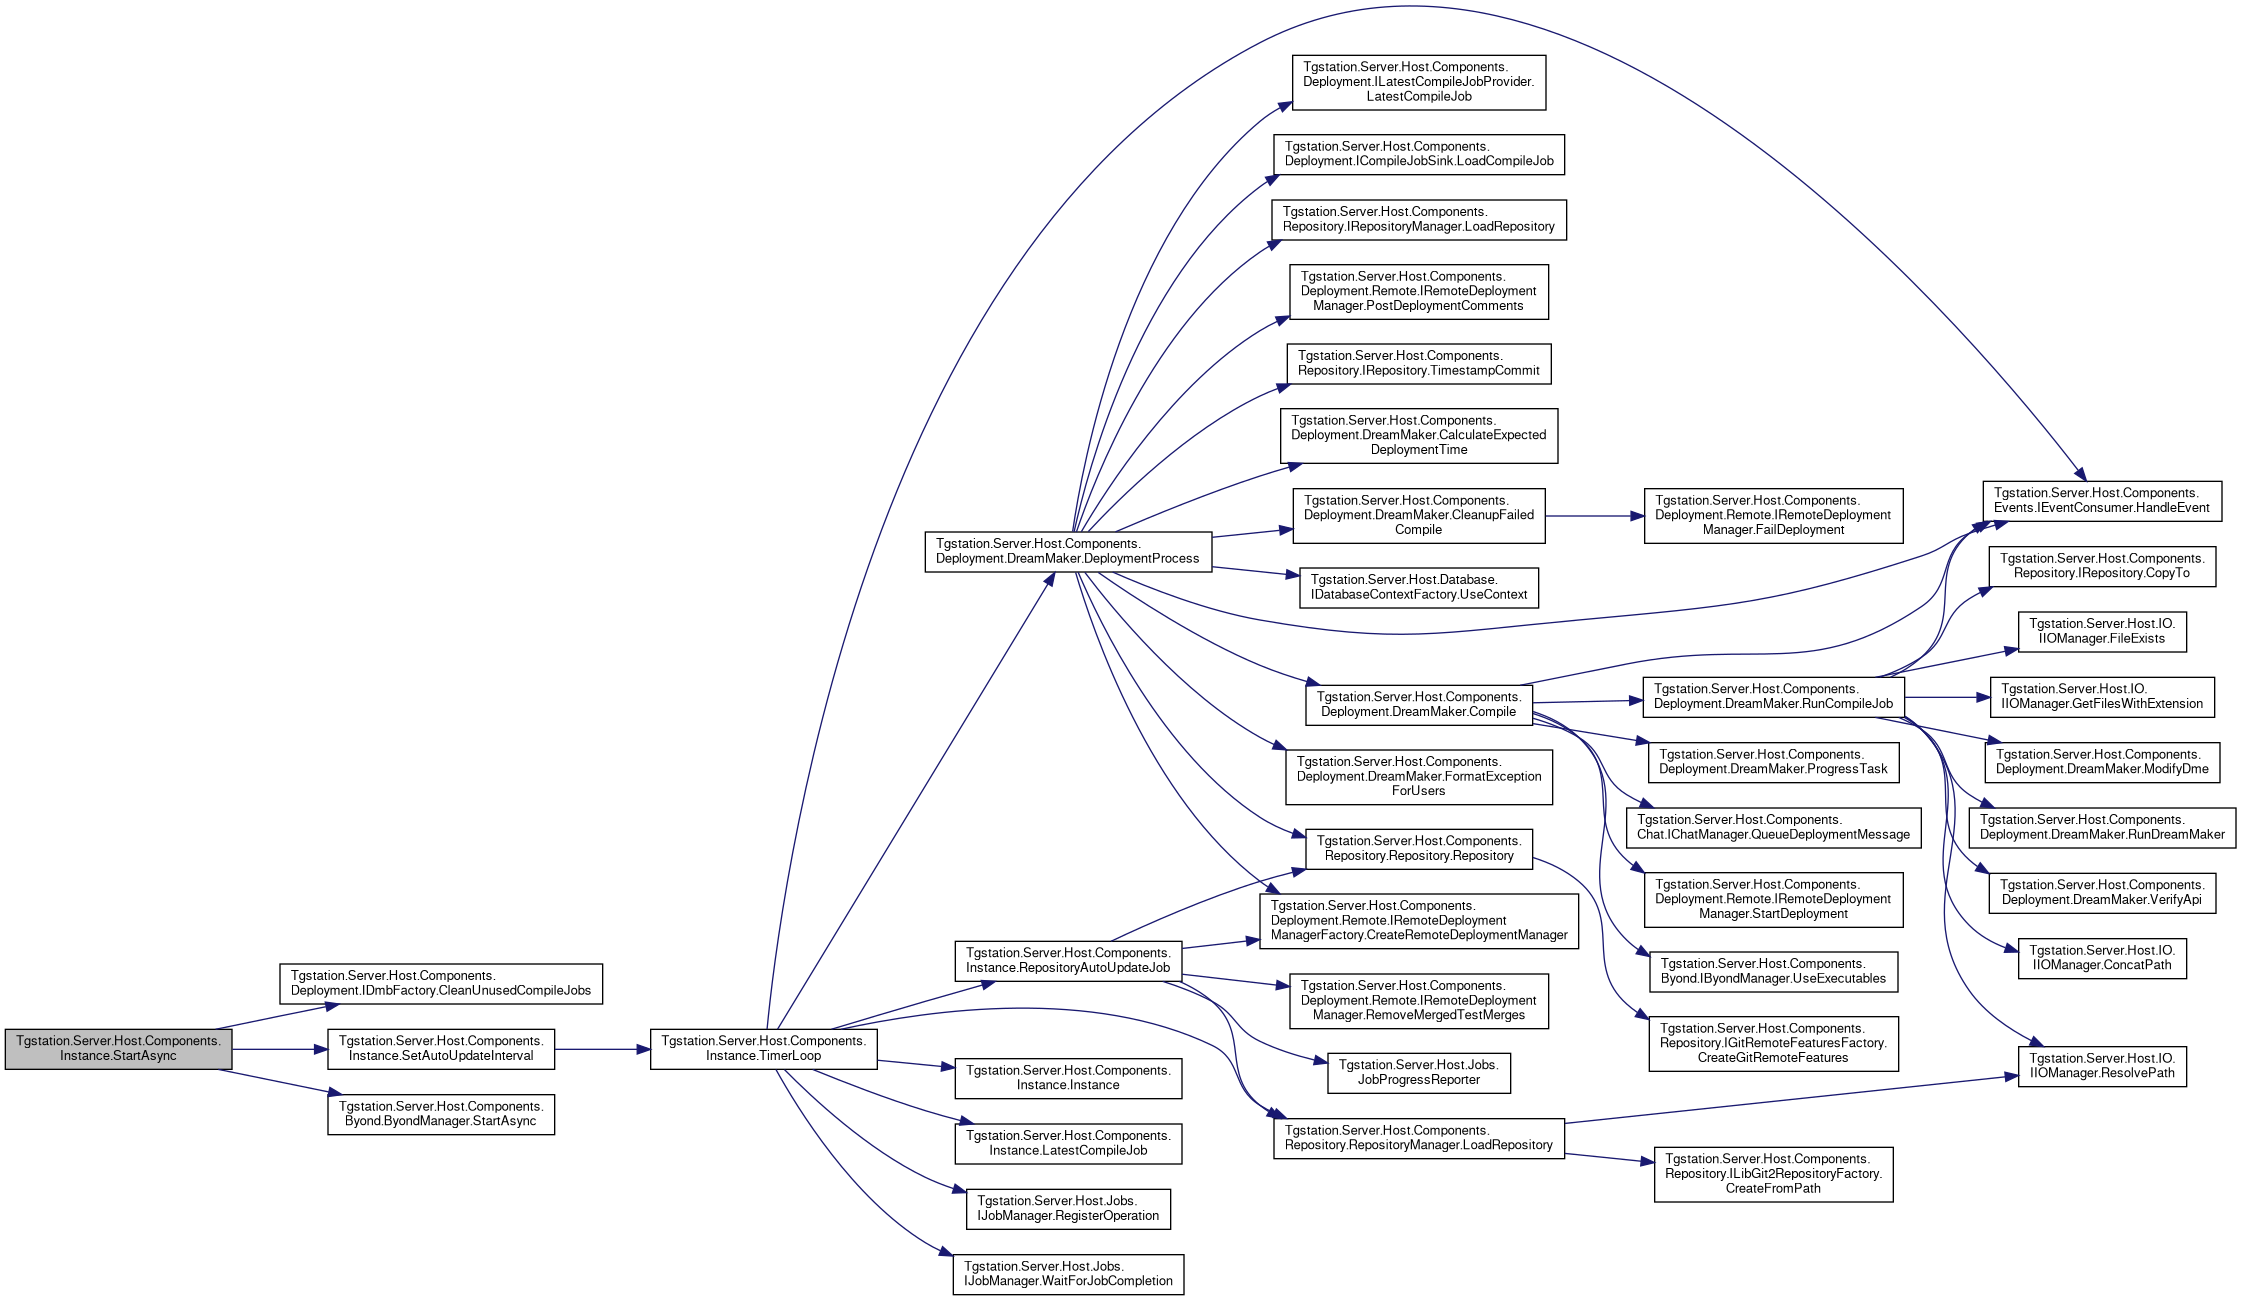 Tgstation.Server.Host.Components.
Instance.StartAsync
Tgstation.Server.Host.Components.
Deployment.IDmbFactory.CleanUnusedCompileJobs
Tgstation.Server.Host.Components.
Instance.SetAutoUpdateInterval
Tgstation.Server.Host.Components.
Byond.ByondManager.StartAsync
Tgstation.Server.Host.Components.
Instance.TimerLoop
Tgstation.Server.Host.Components.
Deployment.DreamMaker.DeploymentProcess
Tgstation.Server.Host.Components.
Instance.RepositoryAutoUpdateJob
Tgstation.Server.Host.Components.
Instance.Instance
Tgstation.Server.Host.Components.
Instance.LatestCompileJob
Tgstation.Server.Host.Jobs.
IJobManager.RegisterOperation
Tgstation.Server.Host.Jobs.
IJobManager.WaitForJobCompletion
Tgstation.Server.Host.Components.
Deployment.ILatestCompileJobProvider.
LatestCompileJob
Tgstation.Server.Host.Components.
Deployment.ICompileJobSink.LoadCompileJob
Tgstation.Server.Host.Components.
Repository.IRepositoryManager.LoadRepository
Tgstation.Server.Host.Components.
Deployment.Remote.IRemoteDeployment
Manager.PostDeploymentComments
Tgstation.Server.Host.Components.
Repository.IRepository.TimestampCommit
Tgstation.Server.Host.Components.
Deployment.DreamMaker.CalculateExpected
DeploymentTime
Tgstation.Server.Host.Components.
Deployment.DreamMaker.CleanupFailed
Compile
Tgstation.Server.Host.Database.
IDatabaseContextFactory.UseContext
Tgstation.Server.Host.Components.
Deployment.DreamMaker.Compile
Tgstation.Server.Host.Components.
Deployment.DreamMaker.FormatException
ForUsers
Tgstation.Server.Host.Components.
Repository.Repository.Repository
Tgstation.Server.Host.Components.
Deployment.Remote.IRemoteDeployment
ManagerFactory.CreateRemoteDeploymentManager
Tgstation.Server.Host.Components.
Deployment.Remote.IRemoteDeployment
Manager.RemoveMergedTestMerges
Tgstation.Server.Host.Jobs.
JobProgressReporter
Tgstation.Server.Host.Components.
Repository.RepositoryManager.LoadRepository
Tgstation.Server.Host.Components.
Deployment.Remote.IRemoteDeployment
Manager.FailDeployment
Tgstation.Server.Host.Components.
Deployment.DreamMaker.RunCompileJob
Tgstation.Server.Host.Components.
Deployment.DreamMaker.ProgressTask
Tgstation.Server.Host.Components.
Chat.IChatManager.QueueDeploymentMessage
Tgstation.Server.Host.Components.
Deployment.Remote.IRemoteDeployment
Manager.StartDeployment
Tgstation.Server.Host.Components.
Byond.IByondManager.UseExecutables
Tgstation.Server.Host.Components.
Repository.IGitRemoteFeaturesFactory.
CreateGitRemoteFeatures
Tgstation.Server.Host.Components.
Repository.ILibGit2RepositoryFactory.
CreateFromPath
Tgstation.Server.Host.Components.
Events.IEventConsumer.HandleEvent
Tgstation.Server.Host.Components.
Repository.IRepository.CopyTo
Tgstation.Server.Host.IO.
IIOManager.FileExists
Tgstation.Server.Host.IO.
IIOManager.GetFilesWithExtension
Tgstation.Server.Host.Components.
Deployment.DreamMaker.ModifyDme
Tgstation.Server.Host.Components.
Deployment.DreamMaker.RunDreamMaker
Tgstation.Server.Host.Components.
Deployment.DreamMaker.VerifyApi
Tgstation.Server.Host.IO.
IIOManager.ConcatPath
Tgstation.Server.Host.IO.
IIOManager.ResolvePath